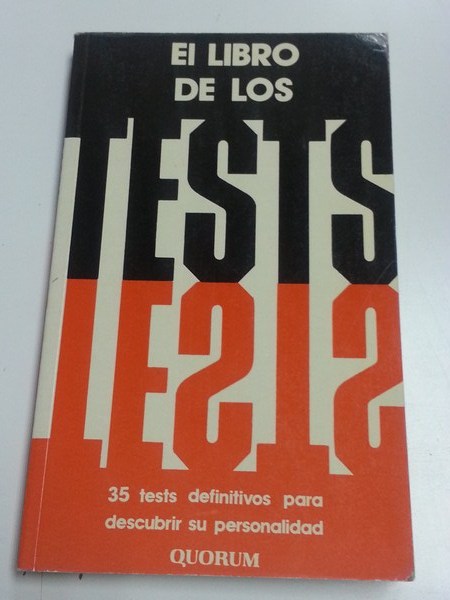 El LIBRO
DE LOS
TESTS
TESTS
35 tests definitivos para
descubrir su personalidad
QUORUM